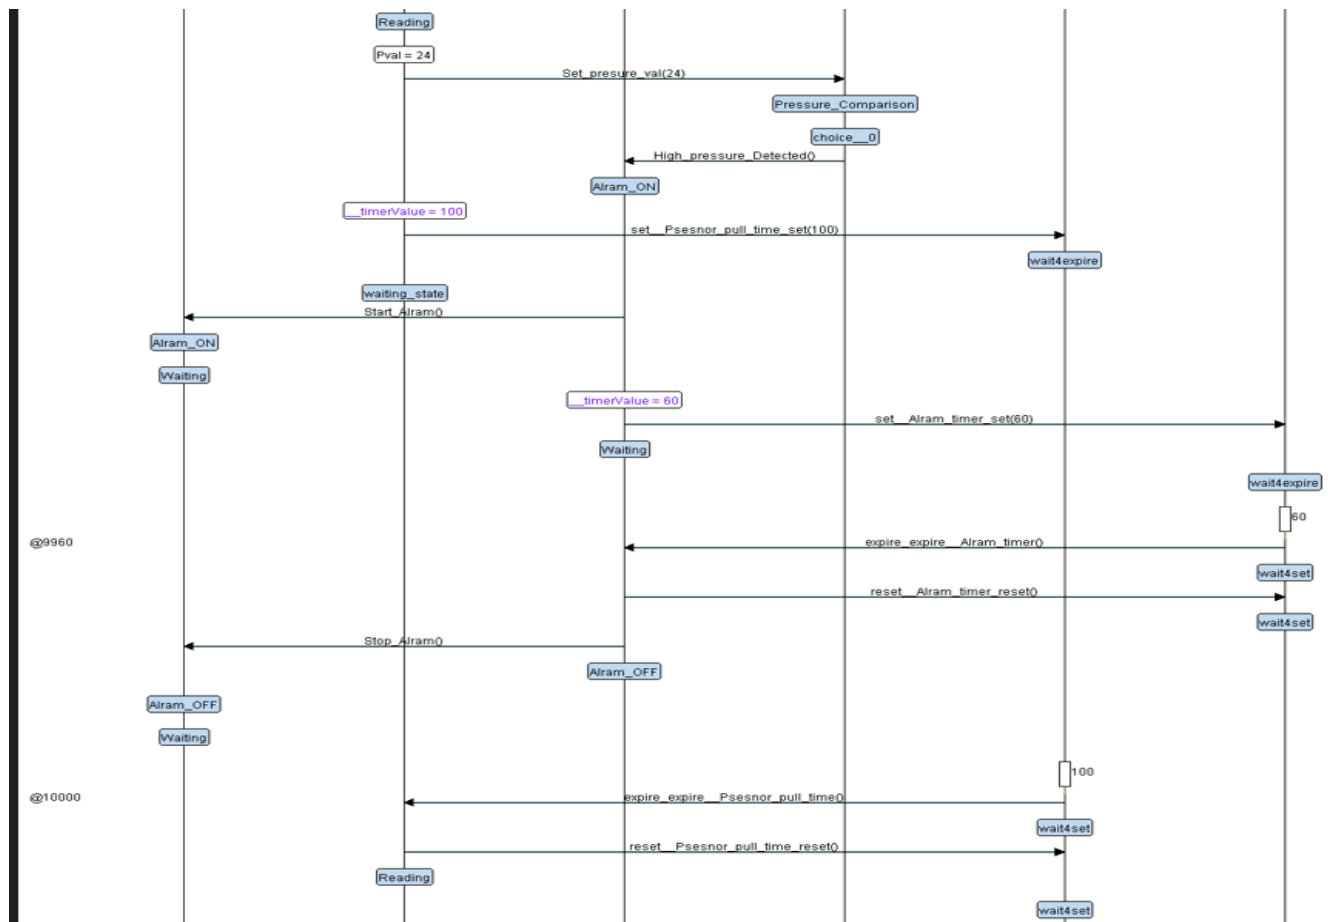 Reading
Pval = 24
Set_presure_val(24)
Pressure_Comparison
choice__0
High_pressure_Detected()
Alram_ON
__timerValue = 100
set__Psesnor_pull_time_set(100)
wait4expire
waiting_state
Start_Alram()
Alram_ON
Waiting
__timerValue = 60
set__Alram_timer_set(60)
Waiting
wait4expire
60
@9960
expire_expire__Alram_timer()
wait4set
reset__Alram_timer_reset()
wait4set
Stop_Alram()
Alram_OFF
Alram_OFF
Waiting
100
@10000
expire_expire__Psesnor_pull_time()
wait4set
reset__Psesnor_pull_time_reset()
Reading
wait4set